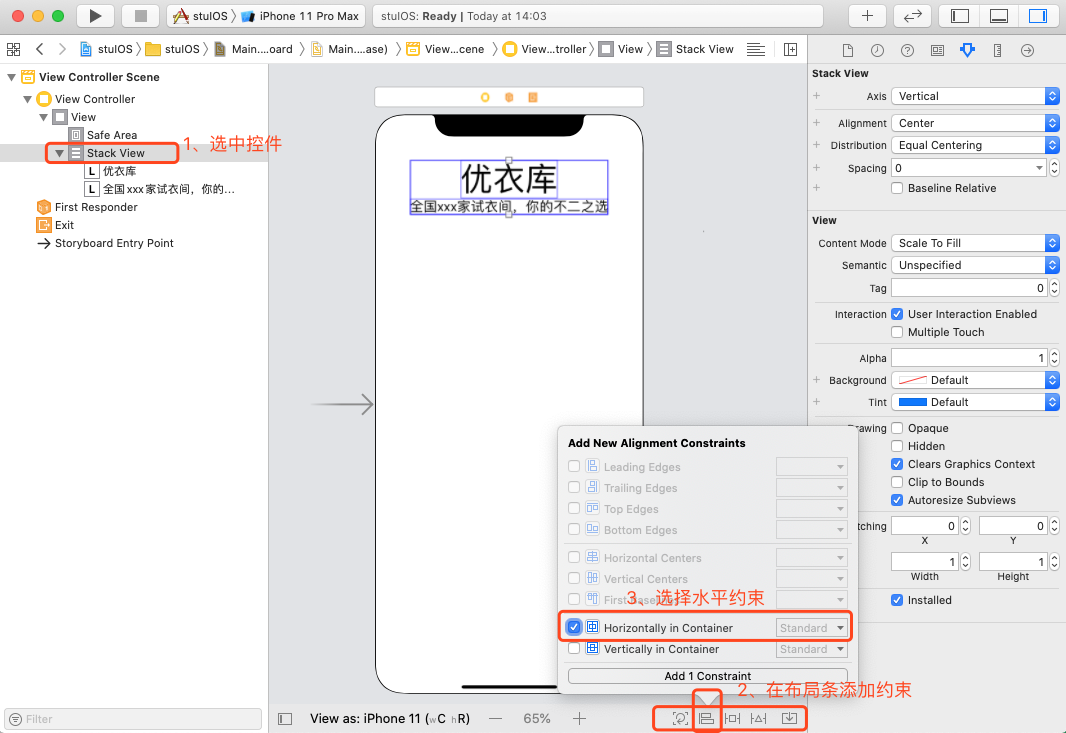 stuIOS
iPhone 11 Pro Max
stuIOS: Ready | Today at 14:03
stuIOS
stuIOS
Main....oard
Main....ase)
View...cene
View...troller
View
Stack View
View Controller Scene
View Controller
View
Safe Area
Stack View
L 优衣库
L 全国xxx家试衣间，你的...
First Responder
Exit
Storyboard Entry Point
1、选中控件
优衣库
全国xxx家试衣间，你的不二之选
Stack View
Axis Vertical
Alignment Center
Distribution Equal Centering
Spacing 0
Baseline Relative
View
Content Mode Scale To Fill
Semantic Unspecified
Tag 0
Interaction User Interaction Enabled
Multiple Touch
Alpha 1
Background Default
Tint Default
rawing Opaque
Hidden
Clears Graphics Context
Clip to Bounds
Autoresize Subviews
tching 0 0
X Y
1 1
Width Height
Installed
Add New Alignment Constraints
Leading Edges
Trailing Edges
Top Edges
Bottom Edges
Horizontal Centers
Vertical Centers
First Base
3、选择水平约束
Horizontally in Container Standard
Vertically in Container Standard
Add 1 Constraint
2、在布局条添加约束
Filter
View as: iPhone 11 (wC hR)
65%